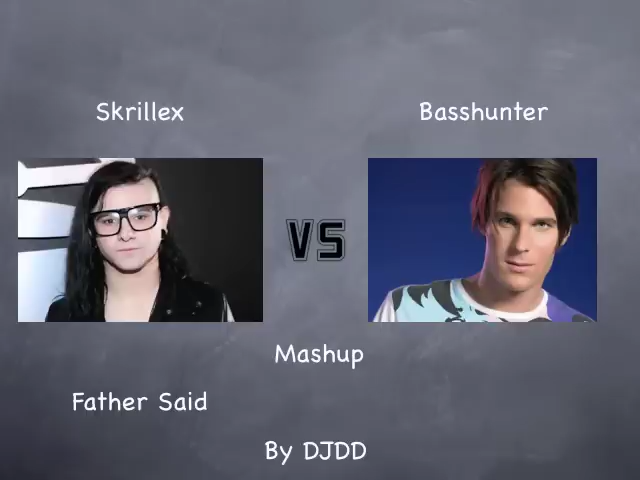 Skrillex
Basshunter
VS
Mashup
Father Said
By DJDD